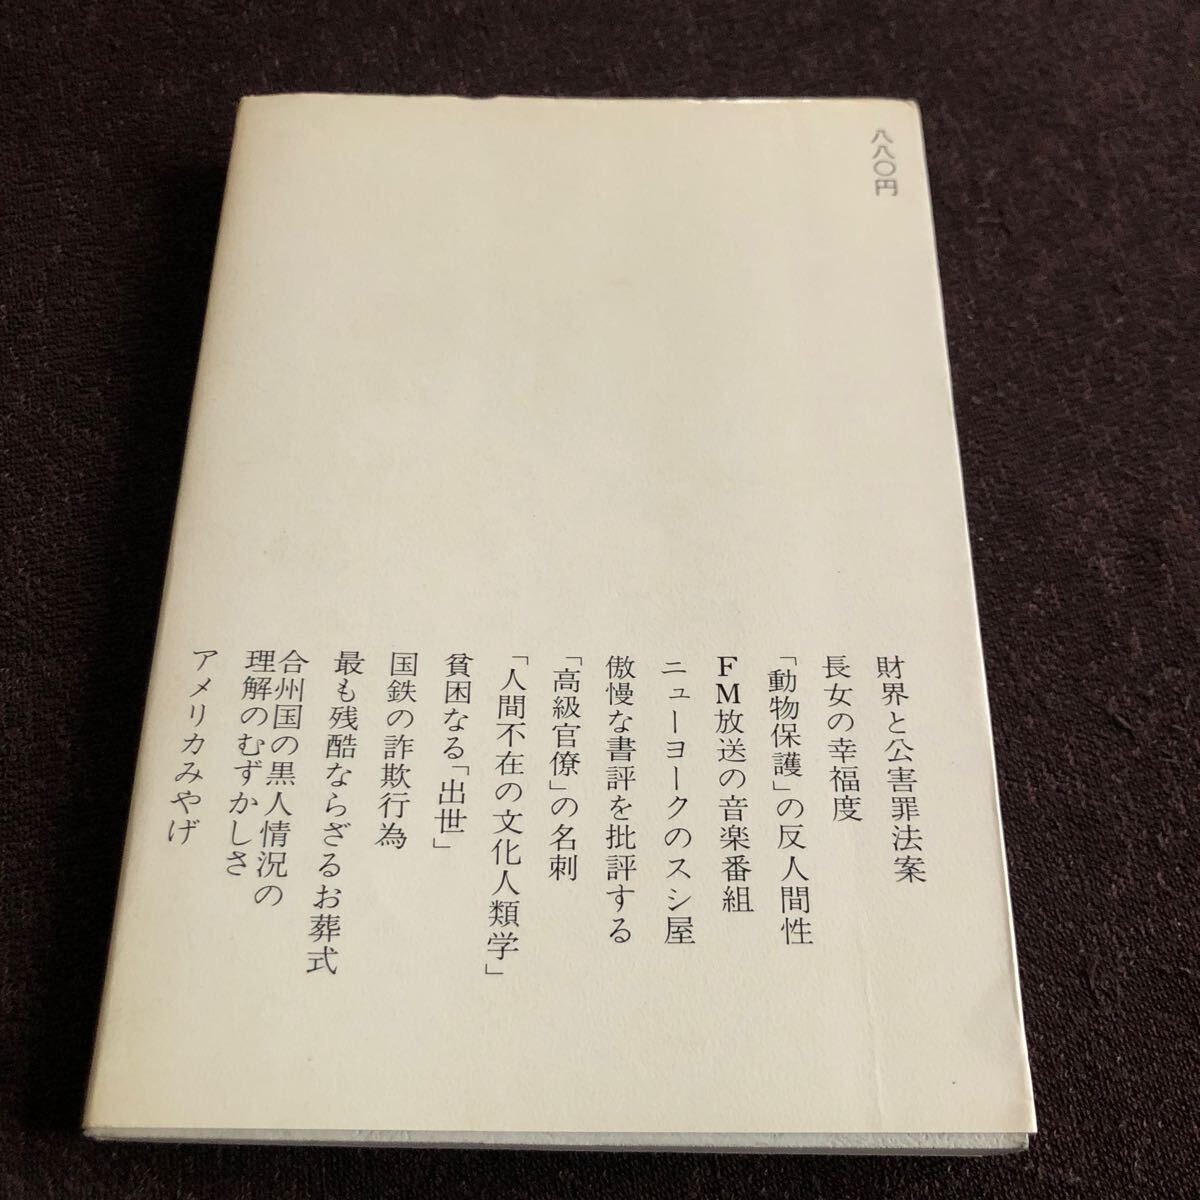 八八〇円
財界と公害罪法案
長女の幸福度
「動物保護」の反人間性
FM放送の音楽番組
ニューヨークのスシ屋
傲慢な書評を批評する
「高級官僚」の名刺
「人間不在の文化人類学」
貧困なる「出世」
国鉄の詐欺行為
最も残酷ならざるお葬式
合州国の黒人情況の
理解のむずかしさ
アメリカみやげ